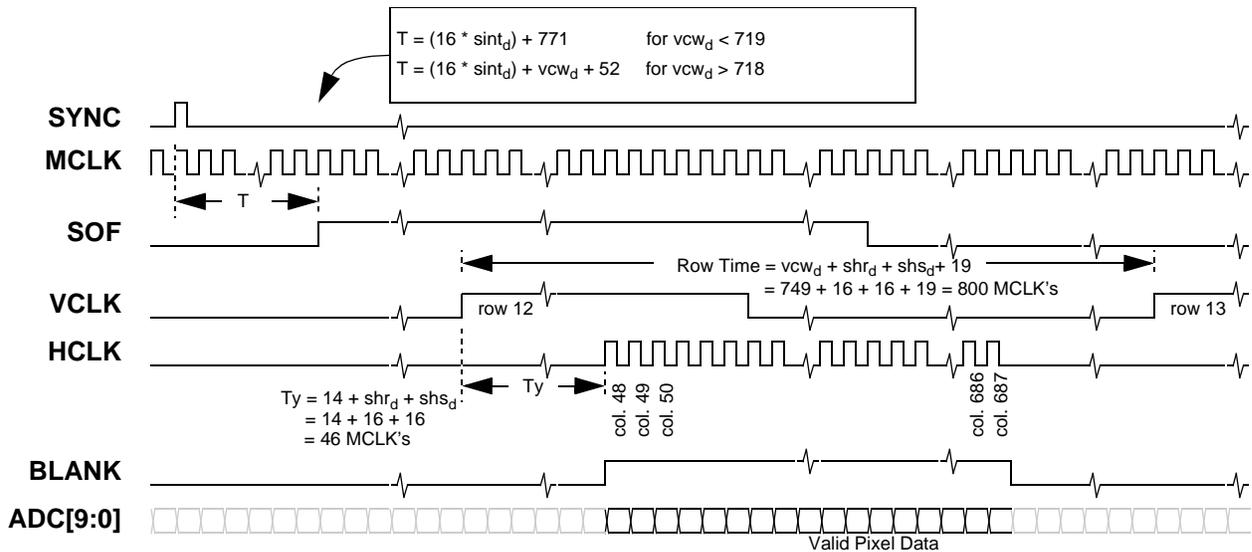 T = (16 * sint_d) + 771 for vcw_d < 719
T = (16 * sint_d) + vcw_d + 52 for vcw_d > 718
SYNC
MCLK
T
SOF
Row Time = vcw_d + shr_d + shs_d+ 19
= 749 + 16 + 16 + 19 = 800 MCLK's
VCLK
row 12
row 13
HCLK
Ty
Ty = 14 + shr_d + shs_d
= 14 + 16 + 16
= 46 MCLK's
col. 48
col. 49
col. 50
col. 686
col. 687
BLANK
ADC[9:0]
Valid Pixel Data